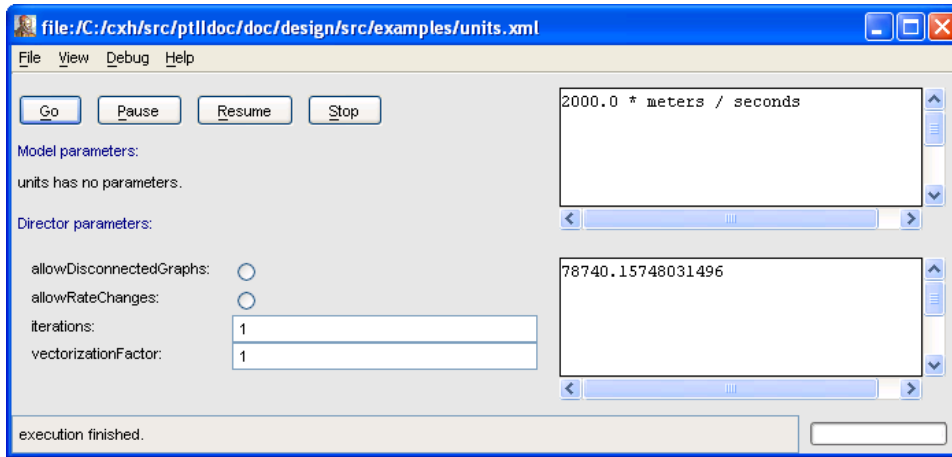 file:/C:/cxh/src/ptIIdoc/doc/design/src/examples/units.xml
File View Debug Help
Go Pause Resume Stop
Model parameters:
units has no parameters.
Director parameters:
allowDisconnectedGraphs:
allowRateChanges:
iterations: 1
vectorizationFactor: 1
2000.0 * meters / seconds
78740.15748031496
execution finished.